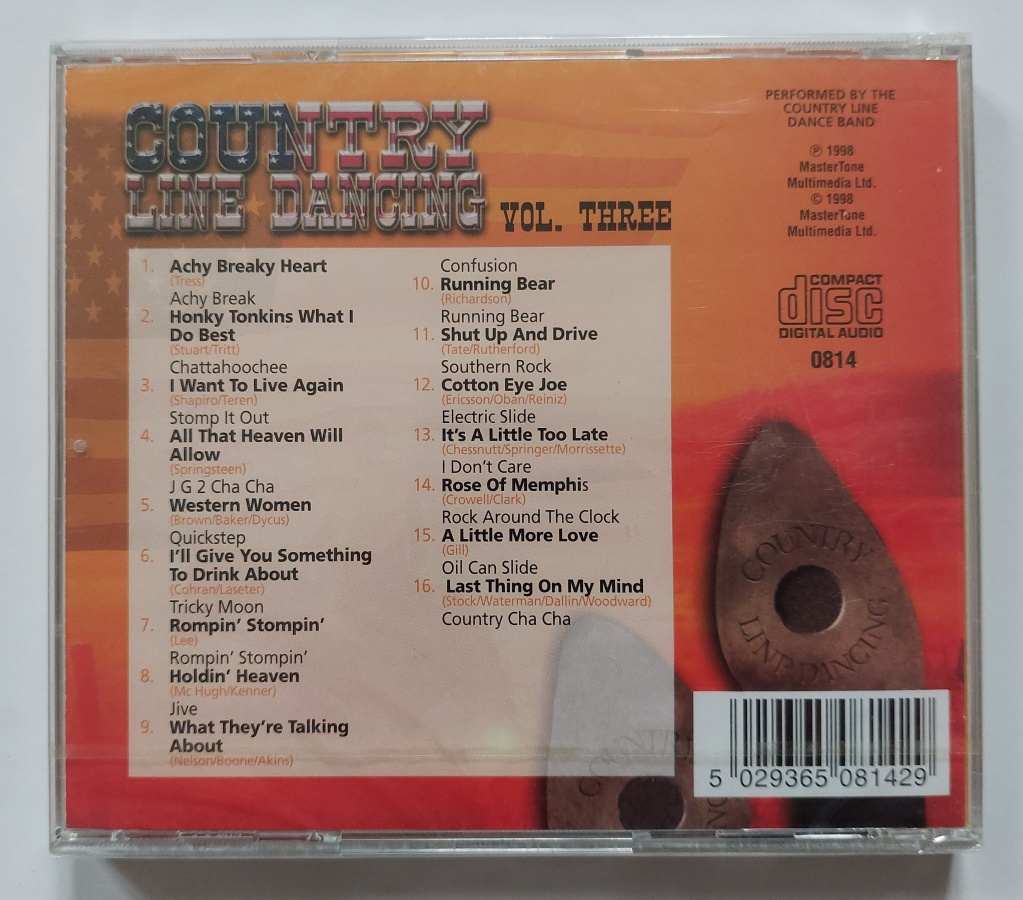 COUNTRY
LINE DANCING VOL. THREE
1. Achy Breaky Heart
(Tress)
Achy Break
2. Honky Tonkins What I
Do Best
(Stuart/Tritt)
Chattahoochee
3. I Want To Live Again
(Shapiro/Teren)
Stomp It Out
4. All That Heaven Will
Allow
(Springsteen)
J G 2 Cha Cha
5. Western Women
(Brown/Baker/Dycus)
Quickstep
6. I'll Give You Something
To Drink About
(Cohran/Laseter)
Tricky Moon
7. Rompin' Stompin'
(Lee)
Rompin' Stompin'
8. Holdin' Heaven
(Mc Hugh/Kenner)
Jive
9. What They're Talking
About
(Nelson/Boone/Akins)
Confusion
10. Running Bear
(Richardson)
Running Bear
11. Shut Up And Drive
(Tate/Rutherford)
Southern Rock
12. Cotton Eye Joe
(Ericsson/Oban/Reiniz)
Electric Slide
13. It's A Little Too Late
(Chessnutt/Springer/Morrissette)
I Don't Care
14. Rose Of Memphis
(Crowell/Clark)
Rock Around The Clock
15. A Little More Love
(Gill)
Oil Can Slide
16. Last Thing On My Mind
(Stock/Waterman/Dallin/Woodward)
Country Cha Cha
PERFORMED BY THE
COUNTRY LINE
DANCE BAND
℗ 1998
MasterTone
Multimedia Ltd.
© 1998
MasterTone
Multimedia Ltd.
COMPACT
disc
DIGITAL AUDIO
0814
COUNTRY
LINE DANCING
COUNTRY
5 029365 081429